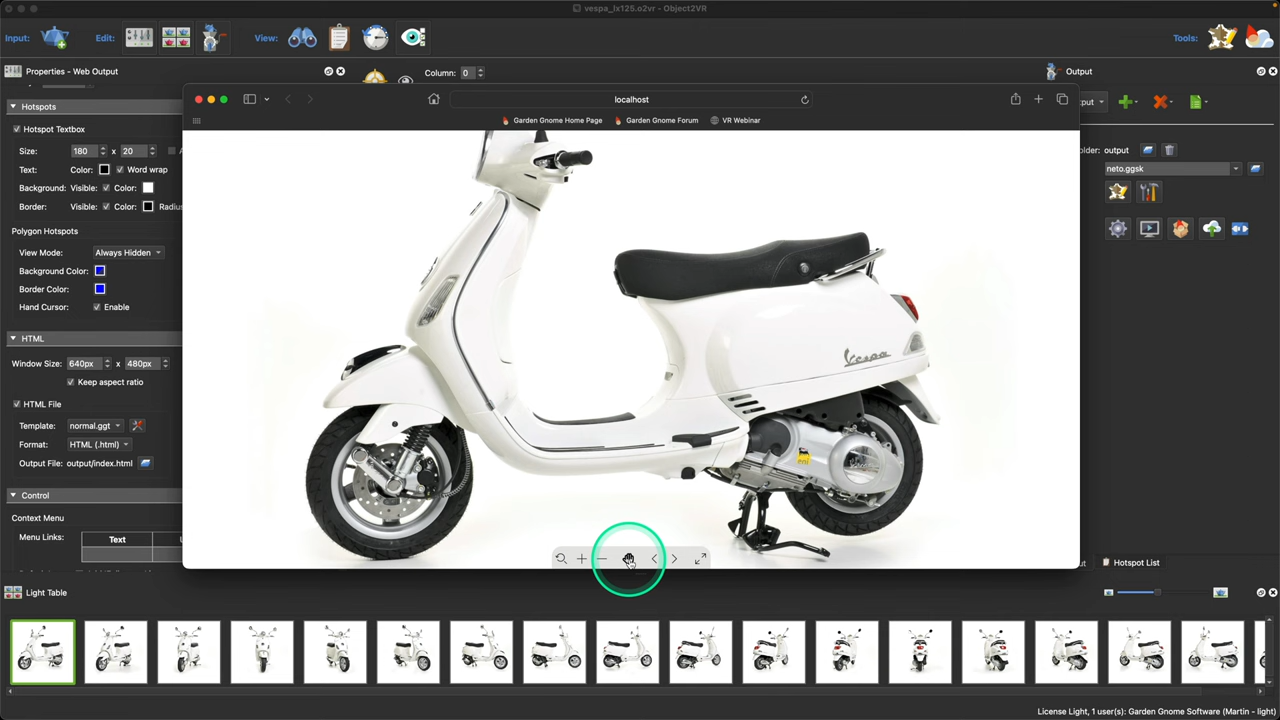 vespa_lx125.o2vr - Object2VR
Input:
Edit:
View:
Tools:
Properties - Web Output
Column: 0
Output
localhost
Garden Gnome Home Page
Garden Gnome Forum
VR Webinar
Hotspots
Hotspot Textbox
Size: 180 x 20
Text: Color: Word wrap
Background: Visible: Color:
Border: Visible: Color: Radiu
Polygon Hotspots
View Mode: Always Hidden
Background Color:
Border Color:
Hand Cursor: Enable
HTML
Window Size: 640px x 480px
Keep aspect ratio
HTML File
Template: normal.ggt
Format: HTML (.html)
Output File: output/index.html
Control
Context Menu
Menu Links: Text
older: output
neto.ggsk
Vespa
eni
Hotspot List
Light Table
License Light, 1 user(s): Garden Gnome Software (Martin - light)